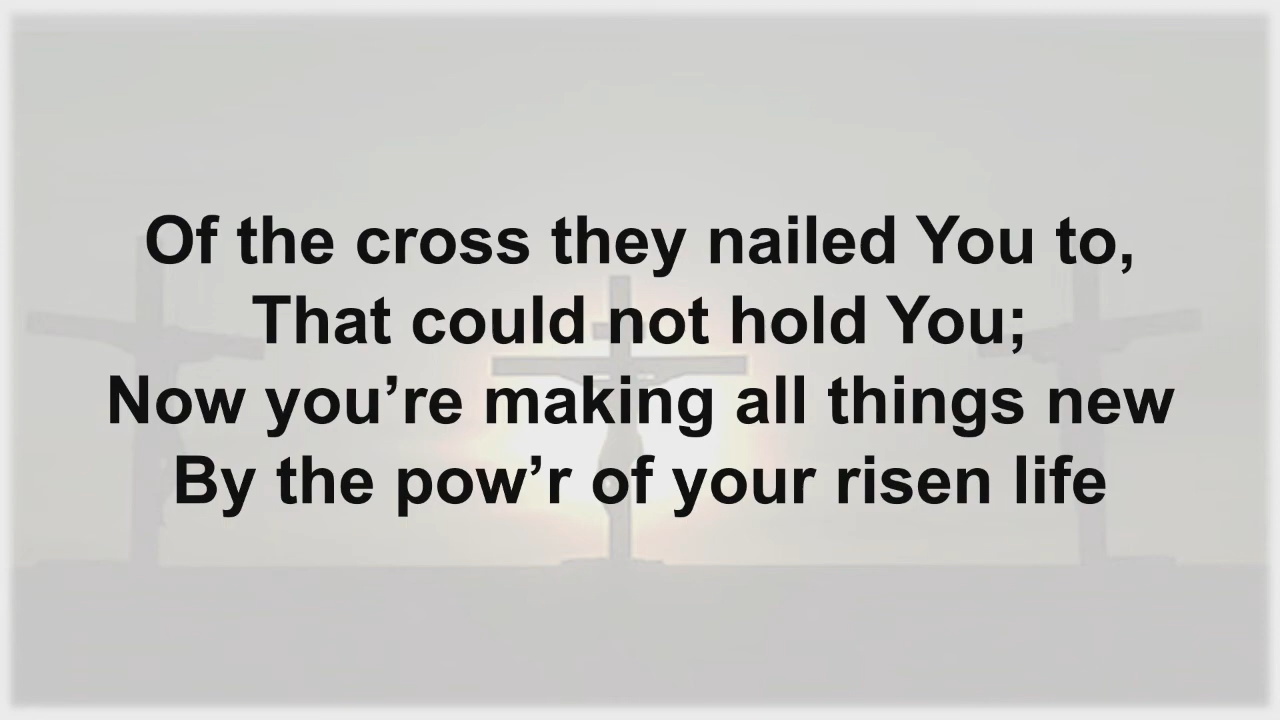 Of the cross they nailed You to,
That could not hold You;
Now you’re making all things new
By the pow’r of your risen life